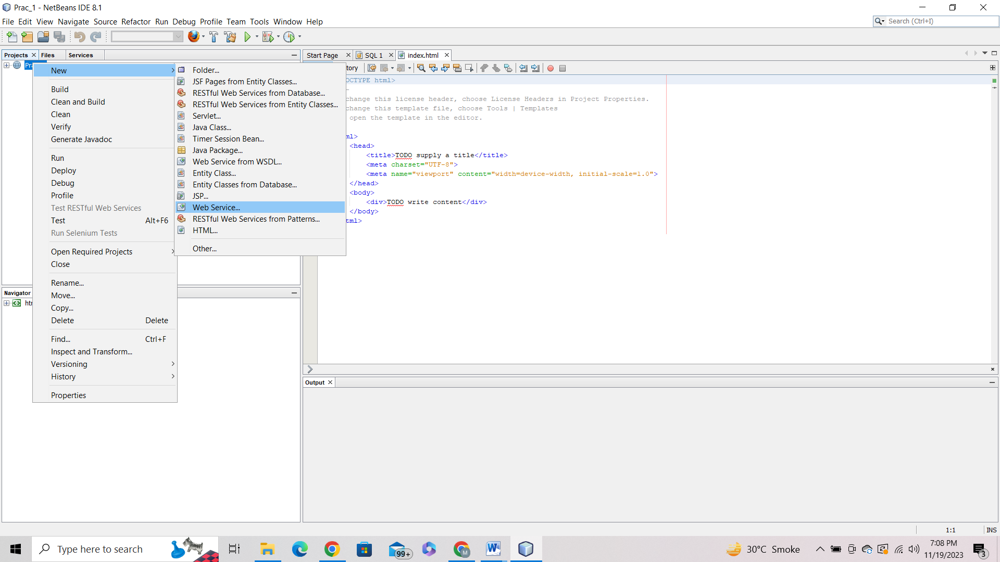 Prac_1 - NetBeans IDE 8.1
File Edit View Navigate Source Refactor Run Debug Profile Team Tools Window Help
Search (Ctrl+I)
Projects Files Services
New
Build
Clean and Build
Clean
Verify
Generate Javadoc
Run
Deploy
Debug
Profile
Test RESTful Web Services
Test Alt+F6
Run Selenium Tests
Open Required Projects
Close
Rename...
Move...
Copy...
Delete Delete
Find... Ctrl+F
Inspect and Transform...
Versioning
History
Properties
Folder...
JSF Pages from Entity Classes...
RESTful Web Services from Database...
RESTful Web Services from Entity Classes...
Servlet...
Java Class...
Timer Session Bean...
Java Package...
Web Service from WSDL...
Entity Class...
Entity Classes from Database...
JSP...
Web Service...
RESTful Web Services from Patterns...
HTML...
Other...
Navigator
Start Page SQL 1 index.html
tory
OCTYPE html>
change this license header, choose License Headers in Project Properties.
change this template file, choose Tools | Templates
open the template in the editor.
ml>
<head>
<title>TODO supply a title</title>
<meta charset="UTF-8">
<meta name="viewport" content="width=device-width, initial-scale=1.0">
</head>
<body>
<div>TODO write content</div>
</body>
tml>
Output
1:1 INS
Type here to search
99+
M
30°C Smoke
7:08 PM
11/19/2023
3